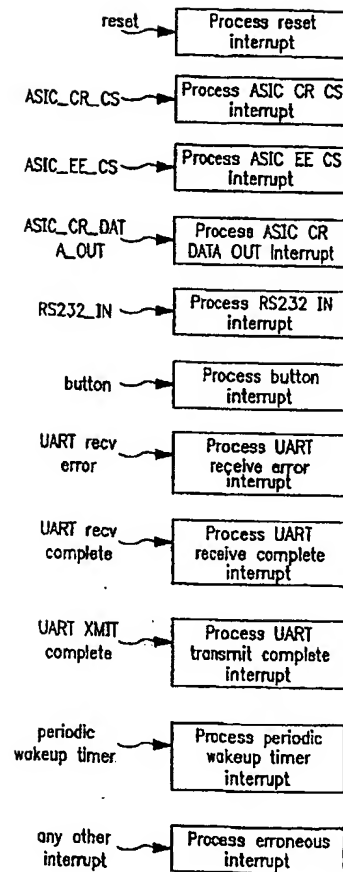 reset
Process reset
interrupt
ASIC_CR_CS
Process ASIC CR CS
interrupt
ASIC_EE_CS
Process ASIC EE CS
interrupt
ASIC_CR_DAT
A_OUT
Process ASIC CR
DATA OUT interrupt
RS232_IN
Process RS232 IN
interrupt
button
Process button
interrupt
UART recv
error
Process UART
receive error
interrupt
UART recv
complete
Process UART
receive complete
interrupt
UART XMIT
complete
Process UART
transmit complete
interrupt
periodic
wakeup timer
Process periodic
wakeup timer
interrupt
any other
interrupt
Process erroneous
interrupt